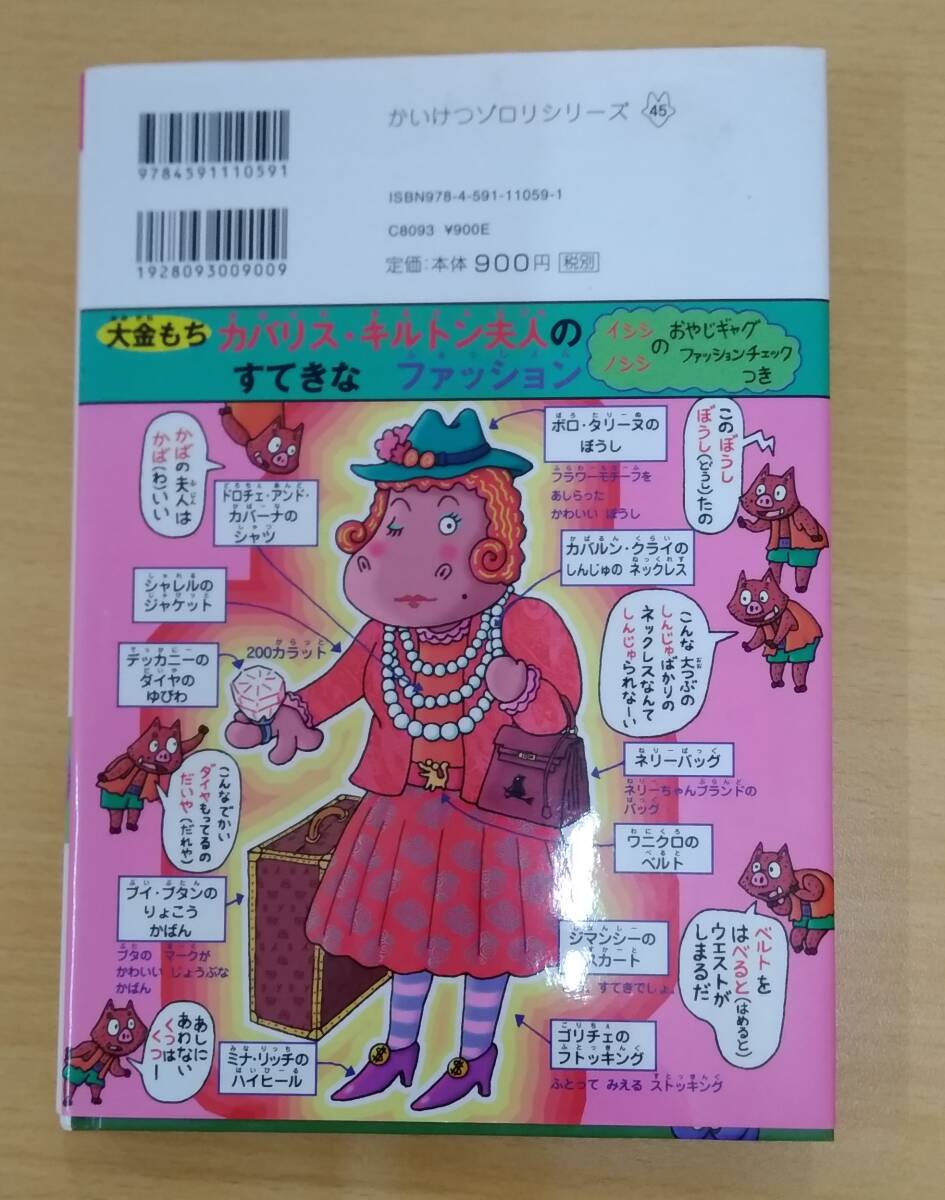 かいけつゾロリシリーズ 45
9784591110591
ISBN978-4-591-11059-1
C8093 ¥900E
1928093009009
定価:本体900円 税別
大金もち カバリス・キルトン夫人の
すてきな ファッション
イシシ
ノシシ
の
おやじギャグ
ファッションチェック
つき
かばの夫人は
かば(わ)いい
ドロチェ・アンド・
カバーナの
シャツ
ボロ・タリーヌの
ぼうし
フラワーモチーフを
あしらった
かわいい ぼうし
このぼうし
ぼうし(どうし)たの
カバルン・クライの
しんじゅの ネックレス
シャレルの
ジャケット
200カラット
デッカニーの
ダイヤの
ゆびわ
こんな 大つぶの
しんじゅばかりの
ネックレスなんて
しんじゅられなーい
ネリーバッグ
ネリーちゃんブランドの
バッグ
こんなでかい
ダイヤもってるの
だいや(だれや)
ワニクロの
ベルト
ブイ・ブタンの
りょこう
かばん
ブタの マークが
かわいい じょうぶな
かばん
ジマンシーの
スカート
すてきでしょ。
ベルトを
はべると(はめると)
ウエストが
しまるだ
あしに
あわない
くつは
くつー
ミナ・リッチの
ハイヒール
ゴリチェの
フトッキング
ふとって みえる ストッキング